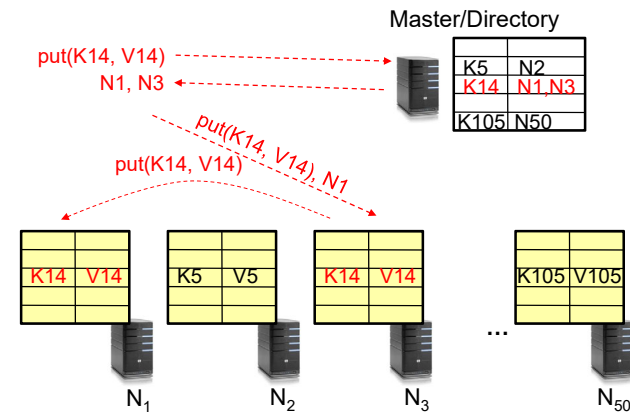 Master/Directory
put(K14, V14)
N1, N3
K5 N2
K14 N1,N3
K105 N50
put(K14, V14), N1
put(K14, V14)
K14 V14
K5 V5
K14 V14
K105 V105
...
N1
N2
N3
N50